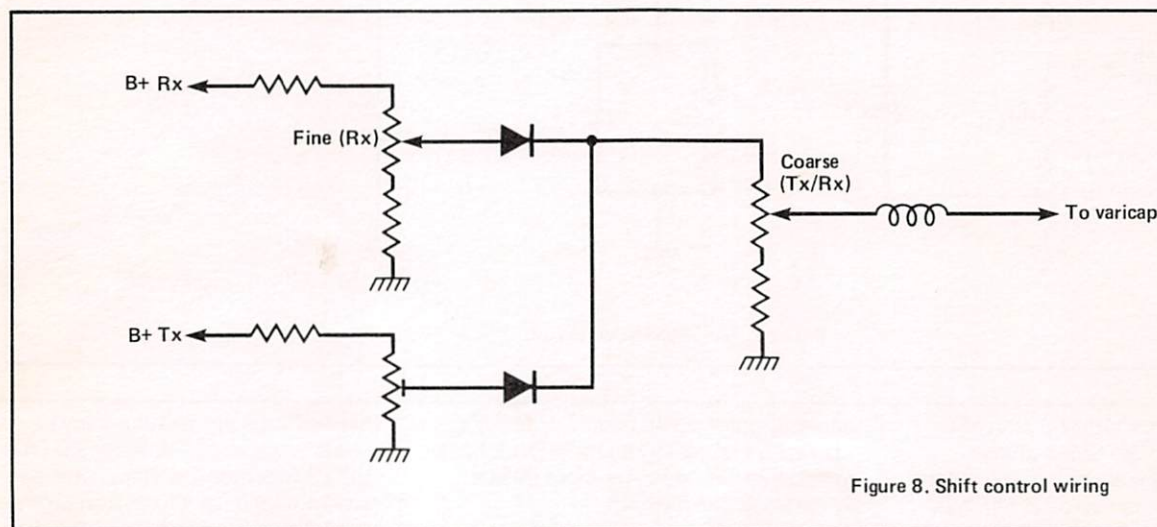 B+ Rx
Fine (Rx)
Coarse
(Tx/Rx)
To varicap
B+ Tx
Figure 8. Shift control wiring